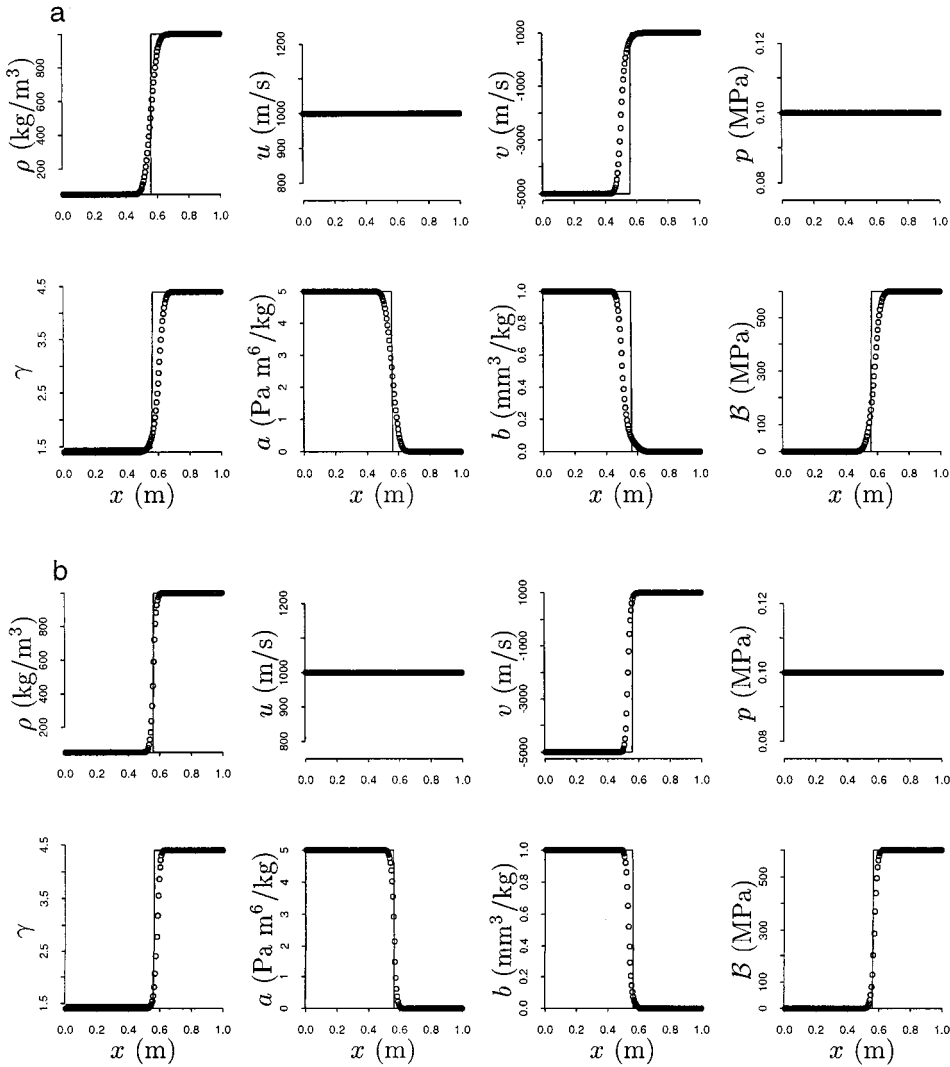 a
ρ (kg/m³)
200 400 600 800
0.0 0.2 0.4 0.6 0.8 1.0
u (m/s)
800 900 1000 1200
0.0 0.2 0.4 0.6 0.8 1.0
v (m/s)
-5000 -3000 -1000 1000
0.0 0.2 0.4 0.6 0.8 1.0
p (MPa)
0.08 0.10 0.12
0.0 0.2 0.4 0.6 0.8 1.0
γ
1.5 2.5 3.5 4.5
0.0 0.2 0.4 0.6 0.8 1.0
x (m)
a (Pa m⁶/kg)
0 1 2 3 4 5
0.0 0.2 0.4 0.6 0.8 1.0
x (m)
b (mm³/kg)
0.0 0.2 0.4 0.6 0.8 1.0
0.0 0.2 0.4 0.6 0.8 1.0
x (m)
B (MPa)
0 100 300 500
0.0 0.2 0.4 0.6 0.8 1.0
x (m)
b
ρ (kg/m³)
200 400 600 800
0.0 0.2 0.4 0.6 0.8 1.0
u (m/s)
800 900 1000 1200
0.0 0.2 0.4 0.6 0.8 1.0
v (m/s)
-5000 -3000 -1000 1000
0.0 0.2 0.4 0.6 0.8 1.0
p (MPa)
0.08 0.10 0.12
0.0 0.2 0.4 0.6 0.8 1.0
γ
1.5 2.5 3.5 4.5
0.0 0.2 0.4 0.6 0.8 1.0
x (m)
a (Pa m⁶/kg)
0 1 2 3 4 5
0.0 0.2 0.4 0.6 0.8 1.0
x (m)
b (mm³/kg)
0.0 0.2 0.4 0.6 0.8 1.0
0.0 0.2 0.4 0.6 0.8 1.0
x (m)
B (MPa)
0 100 300 500
0.0 0.2 0.4 0.6 0.8 1.0
x (m)